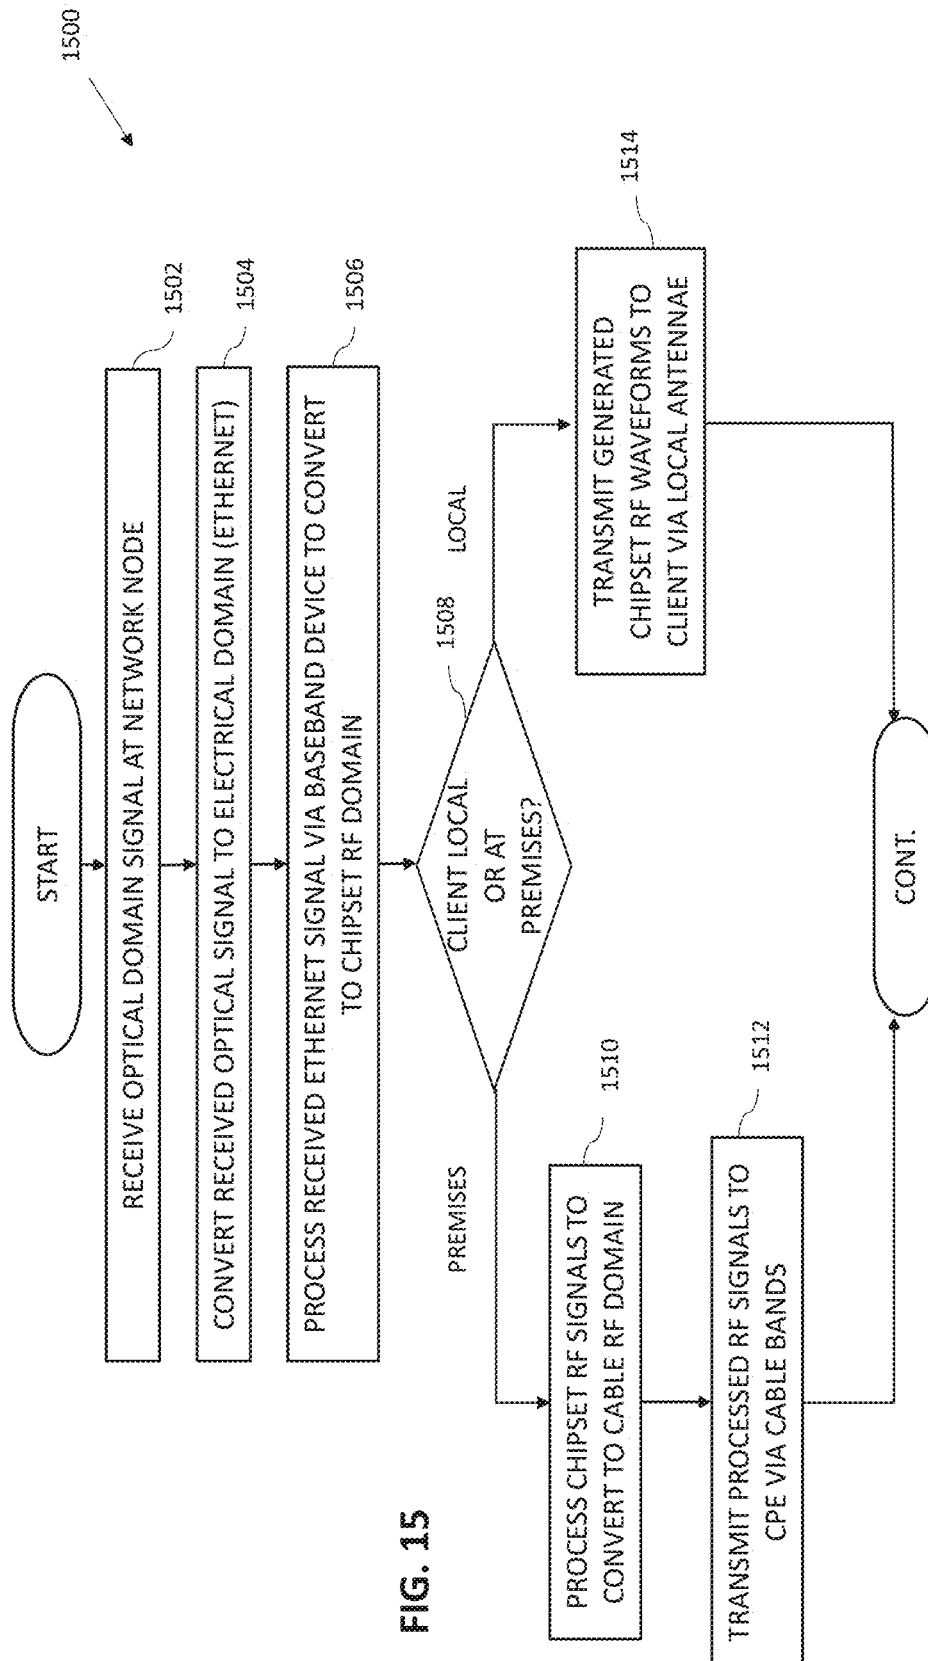 1500
START
RECEIVE OPTICAL DOMAIN SIGNAL AT NETWORK NODE
1502
CONVERT RECEIVED OPTICAL SIGNAL TO ELECTRICAL DOMAIN (ETHERNET)
1504
PROCESS RECEIVED ETHERNET SIGNAL VIA BASEBAND DEVICE TO CONVERT
TO CHIPSET RF DOMAIN
1506
CLIENT LOCAL
OR AT
PREMISES?
1508
PREMISES
LOCAL
PROCESS CHIPSET RF SIGNALS TO
CONVERT TO CABLE RF DOMAIN
1510
TRANSMIT PROCESSED RF SIGNALS TO
CPE VIA CABLE BANDS
1512
TRANSMIT GENERATED
CHIPSET RF WAVEFORMS TO
CLIENT VIA LOCAL ANTENNAE
1514
CONT.
FIG. 15